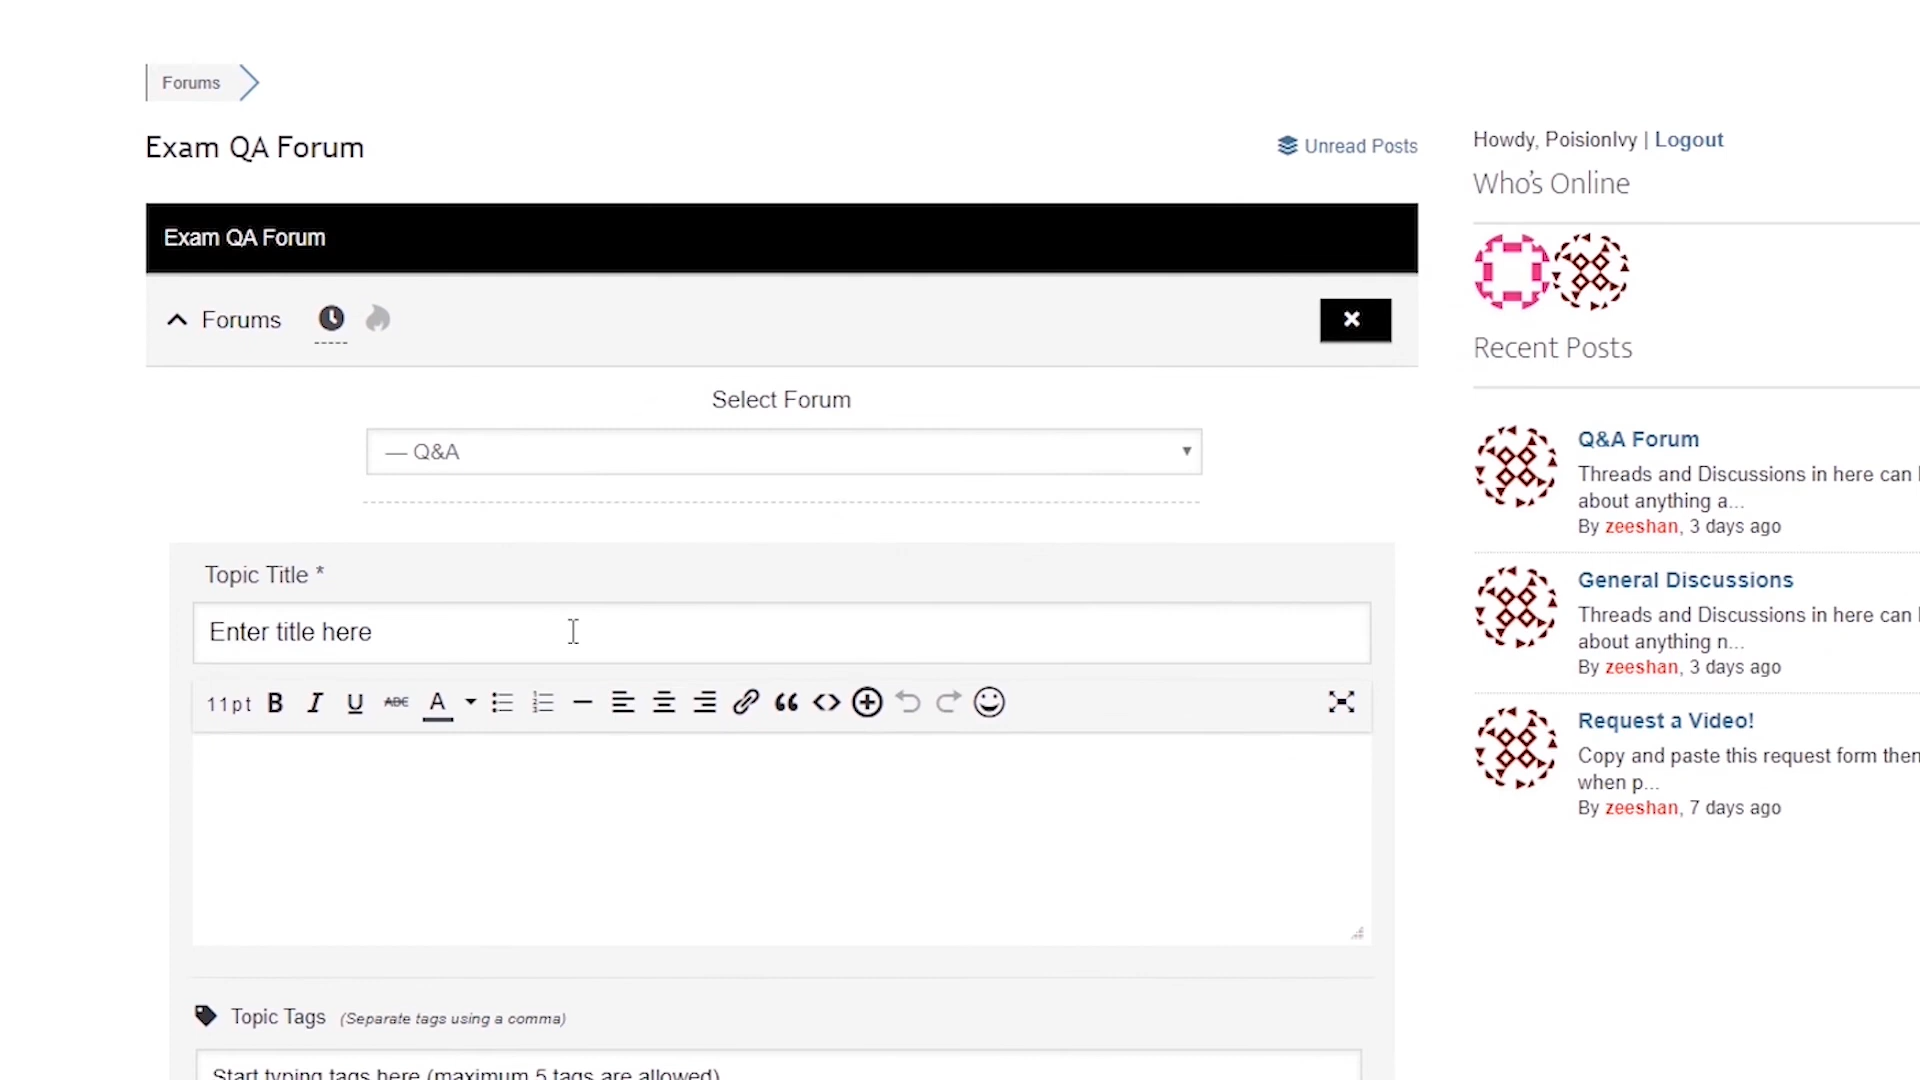 Forums
Exam QA Forum
Unread Posts
Exam QA Forum
Forums
Select Forum
— Q&A
Topic Title *
Enter title here
11pt B I U ABC A
Topic Tags (Separate tags using a comma)
Start typing tags here (maximum 5 tags are allowed)
Howdy, PoisionIvy | Logout
Who's Online
Recent Posts
Q&A Forum
Threads and Discussions in here can
about anything a...
By zeeshan, 3 days ago
General Discussions
Threads and Discussions in here can
about anything n...
By zeeshan, 3 days ago
Request a Video!
Copy and paste this request form then
when p...
By zeeshan, 7 days ago